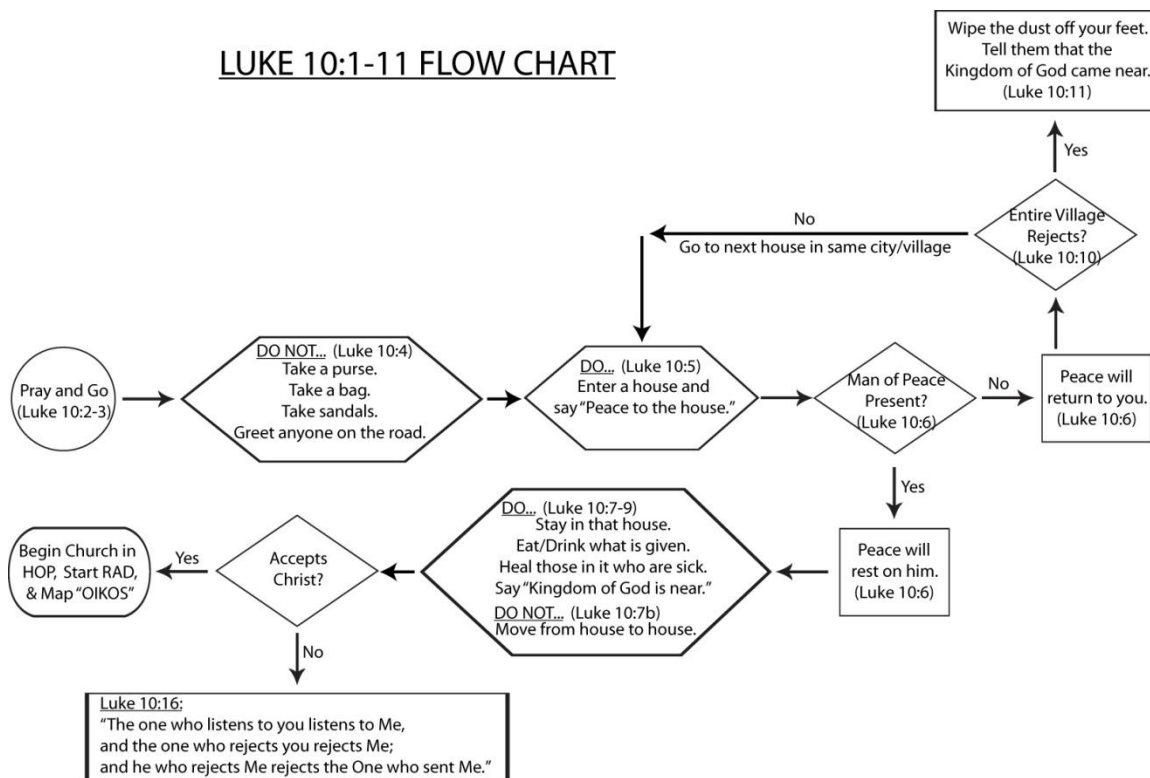 LUKE 10:1-11 FLOW CHART
Wipe the dust off your feet.
Tell them that the
Kingdom of God came near.
(Luke 10:11)
Yes
Entire Village
Rejects?
(Luke 10:10)
No
Go to next house in same city/village
Pray and Go
(Luke 10:2-3)
DO NOT... (Luke 10:4)
Take a purse.
Take a bag.
Take sandals.
Greet anyone on the road.
DO... (Luke 10:5)
Enter a house and
say “Peace to the house.”
Man of Peace
Present?
(Luke 10:6)
No
Peace will
return to you.
(Luke 10:6)
Yes
Peace will
rest on him.
(Luke 10:6)
DO... (Luke 10:7-9)
Stay in that house.
Eat/Drink what is given.
Heal those in it who are sick.
Say “Kingdom of God is near.”
DO NOT... (Luke 10:7b)
Move from house to house.
Accepts
Christ?
Yes
Begin Church in
HOP, Start RAD,
& Map “OIKOS”
No
Luke 10:16:
“The one who listens to you listens to Me,
and the one who rejects you rejects Me;
and he who rejects Me rejects the One who sent Me.”